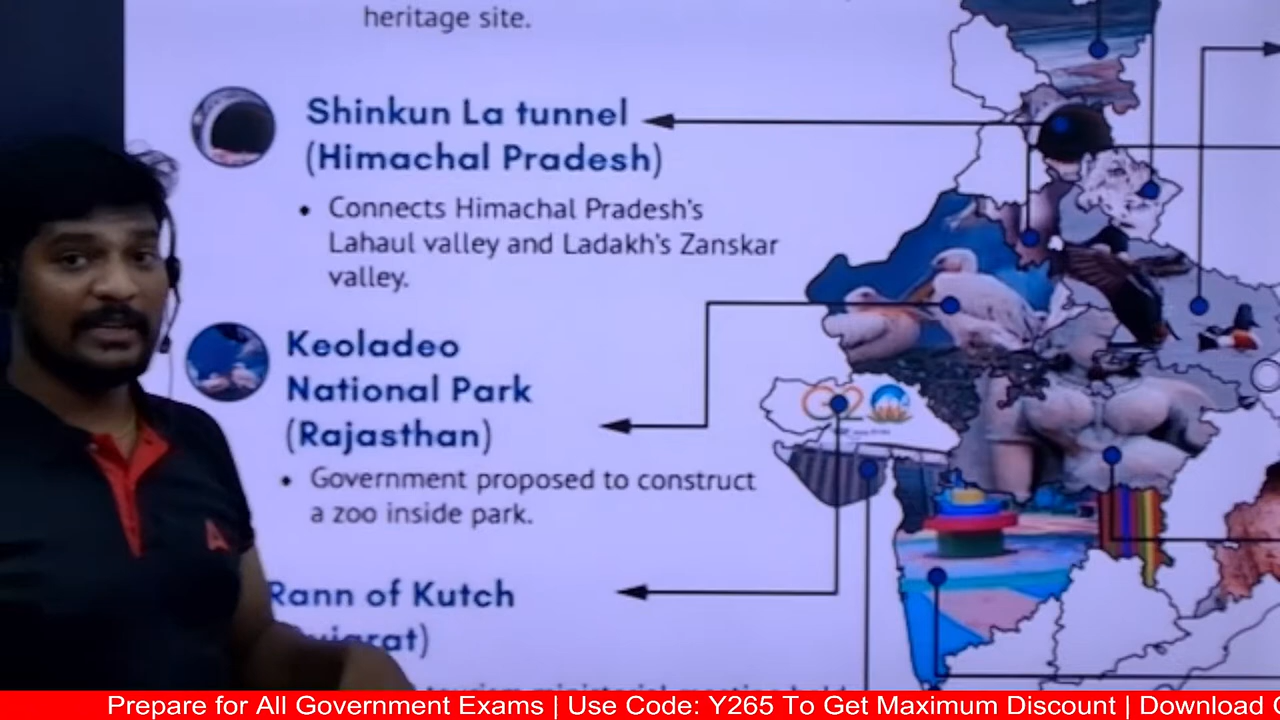 heritage site.
Shinkun La tunnel
(Himachal Pradesh)
• Connects Himachal Pradesh's
Lahaul valley and Ladakh's Zanskar
valley.
Keoladeo
National Park
(Rajasthan)
• Government proposed to construct
a zoo inside park.
Rann of Kutch
Prepare for All Government Exams | Use Code: Y265 To Get Maximum Discount | Download